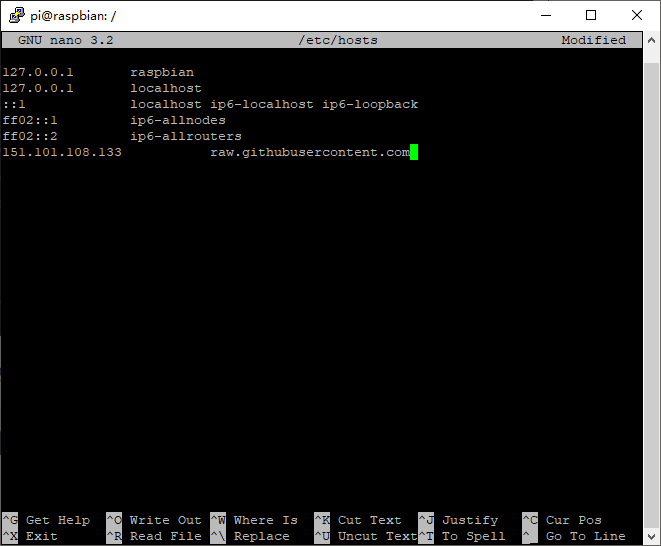 pi@raspbian: /
GNU nano 3.2 /etc/hosts Modified
127.0.0.1 raspbian
127.0.0.1 localhost
::1 localhost ip6-localhost ip6-loopback
ff02::1 ip6-allnodes
ff02::2 ip6-allrouters
151.101.108.133 raw.githubusercontent.com
^G Get Help ^O Write Out ^W Where Is ^K Cut Text ^J Justify ^C Cur Pos
^X Exit ^R Read File ^\ Replace ^U Uncut Text ^T To Spell ^_ Go To Line